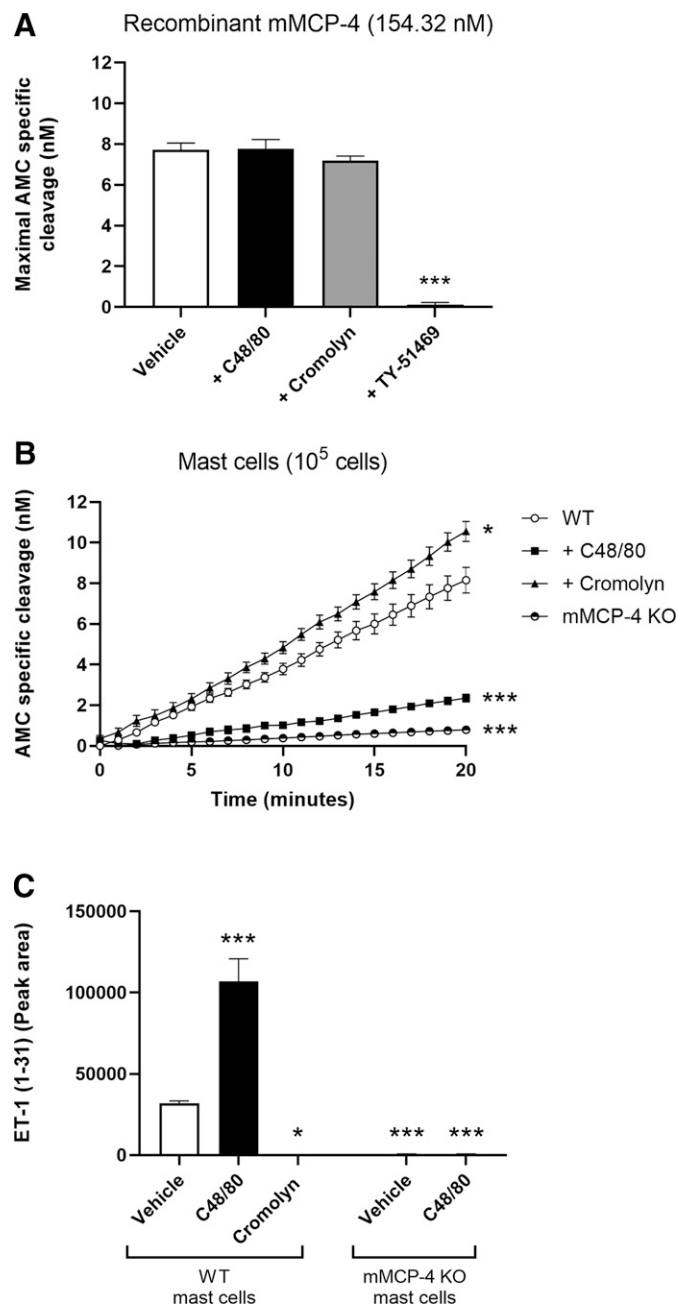 A
Recombinant mMCP-4 (154.32 nM)
Maximal AMC specific
cleavage (nM)
12
10
8
6
4
2
0
***
Vehicle
+ C48/80
+ Cromolyn
+ TY-51469
B
Mast cells (10⁵ cells)
AMC specific cleavage (nM)
12
10
8
6
4
2
0
*
***
***
WT
+ C48/80
+ Cromolyn
mMCP-4 KO
0
5
10
15
20
Time (minutes)
C
ET-1 (1-31) (Peak area)
150000
100000
50000
0
***
*
***
***
Vehicle
C48/80
Cromolyn
Vehicle
C48/80
WT
mast cells
mMCP-4 KO
mast cells